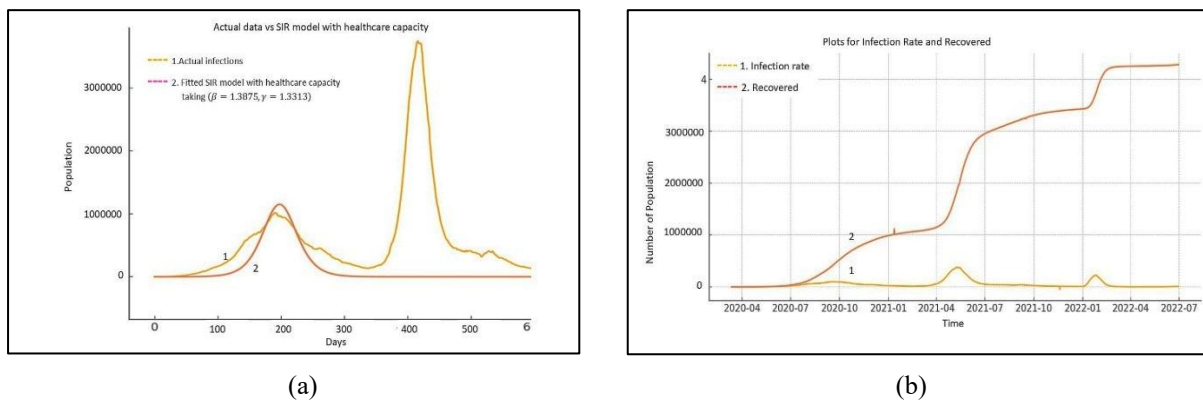 Actual data vs SIR model with healthcare capacity
1.Actual infections
2. Fitted SIR model with healthcare capacity
taking (β = 1.3875, γ = 1.3313)
3000000
2000000
1000000
0
Population
1
2
0
100
200
300
400
500
6
Days
(a)
Plots for Infection Rate and Recovered
1. Infection rate
2. Recovered
4
3000000
2000000
1000000
0
Number of Population
2
1
2020-04
2020-07
2020-10
2021-01
2021-04
2021-07
2021-10
2022-01
2022-04
2022-07
Time
(b)